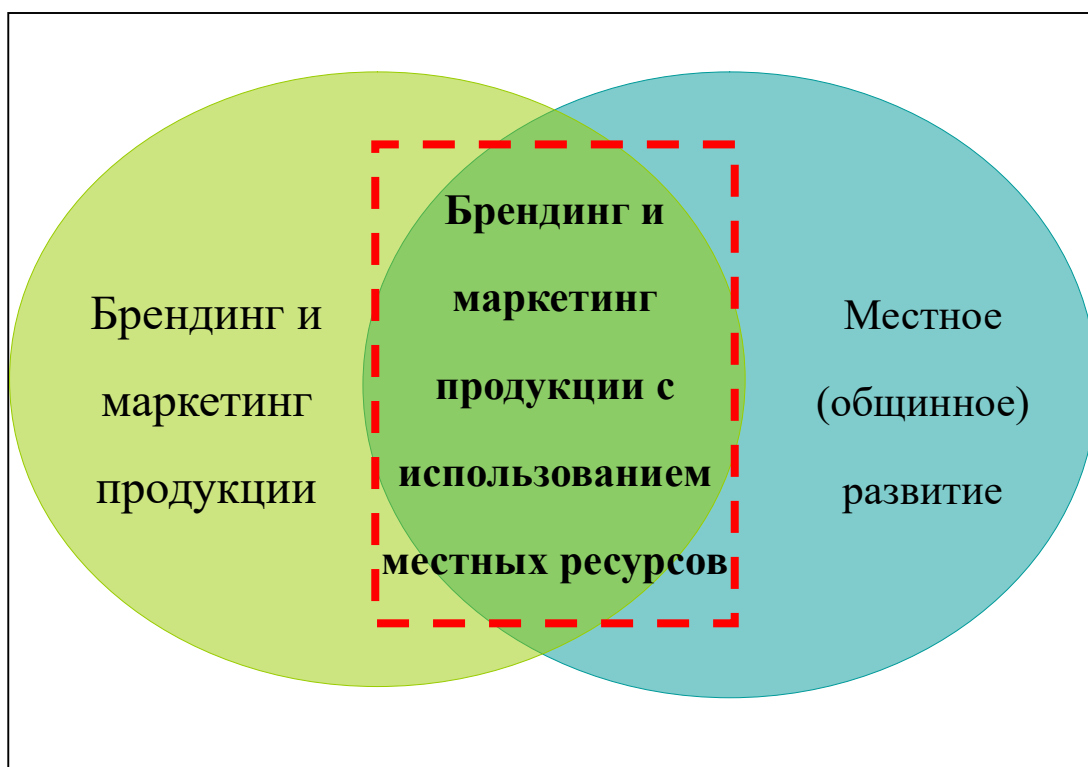 Брендинг и
маркетинг
продукции
Брендинг и
маркетинг
продукции с
использованием
местных ресурсов
Местное
(общинное)
развитие